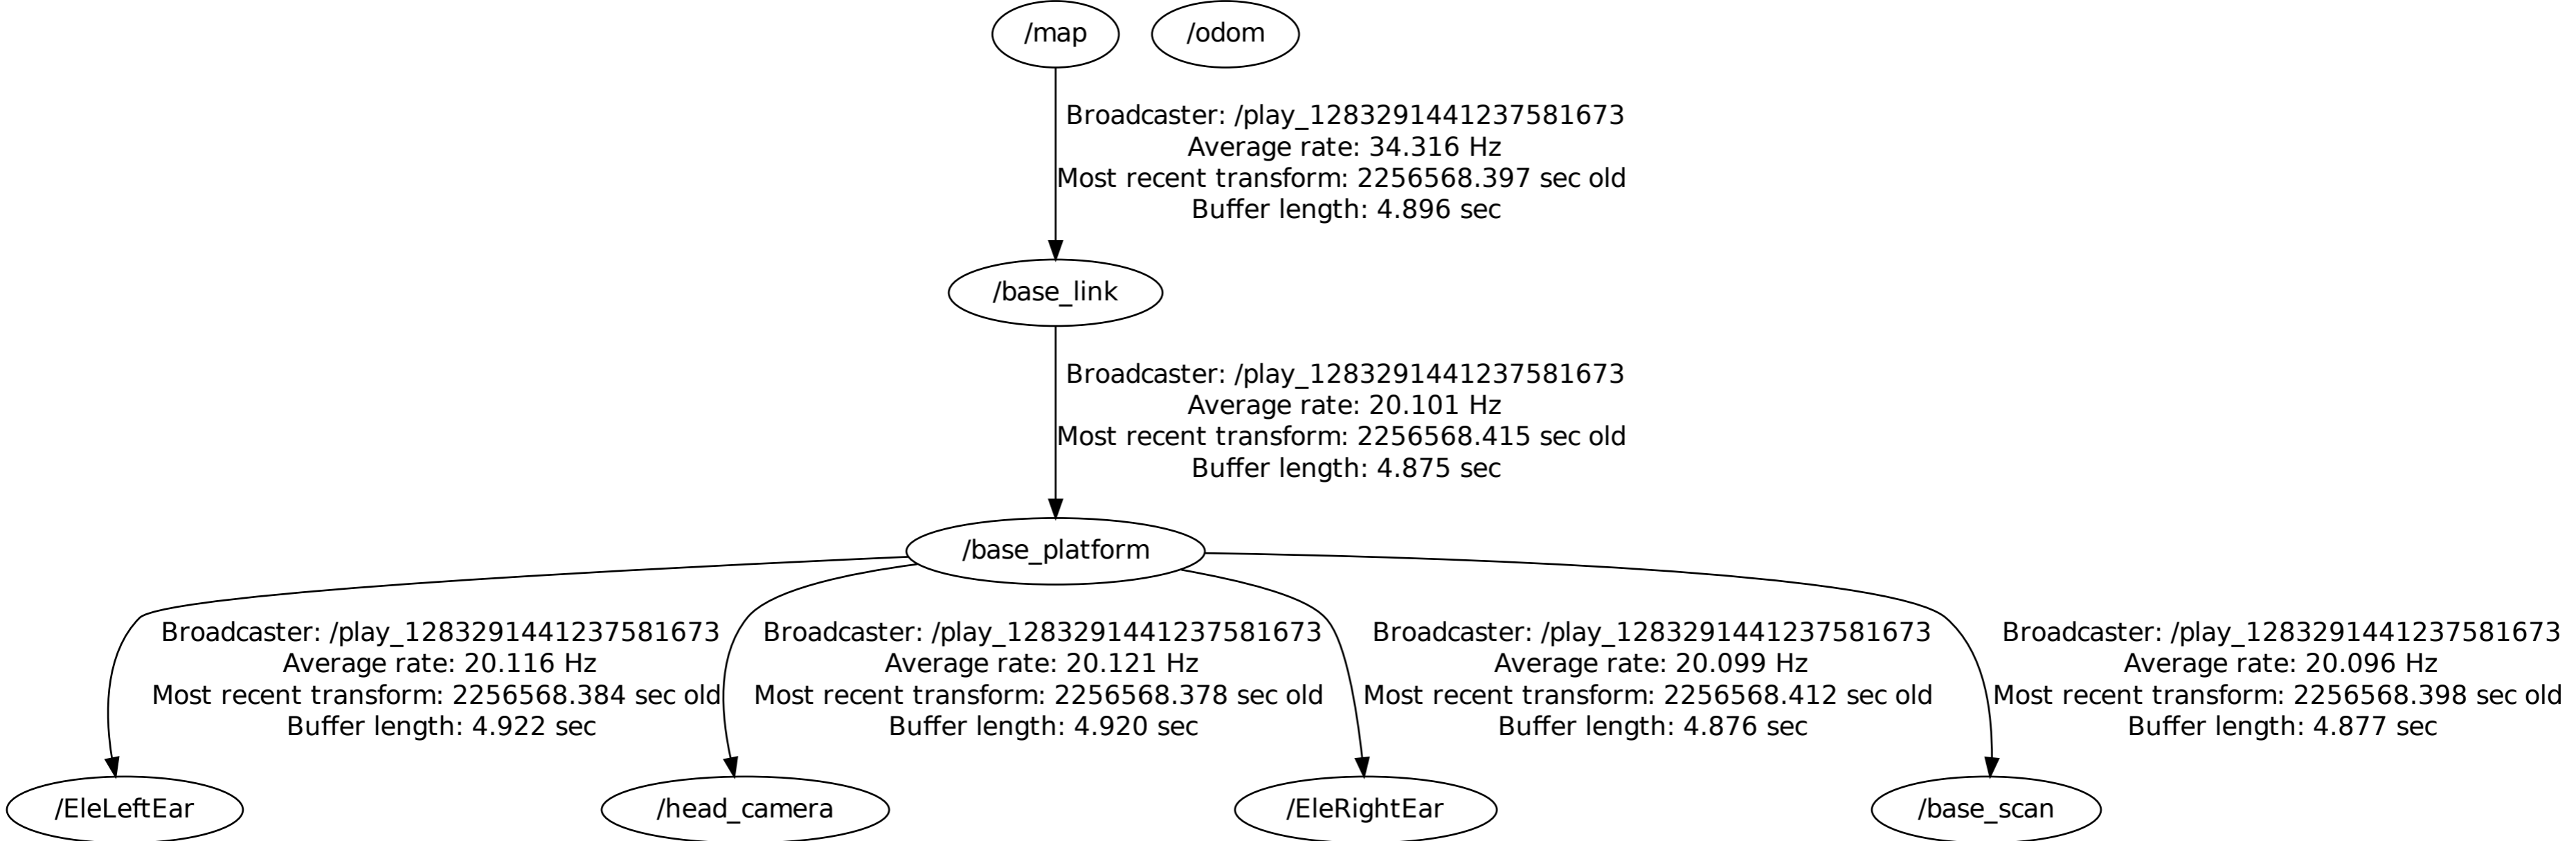 /map
/odom
Broadcaster: /play_1283291441237581673
Average rate: 34.316 Hz
Most recent transform: 2256568.397 sec old
Buffer length: 4.896 sec
/base_link
Broadcaster: /play_1283291441237581673
Average rate: 20.101 Hz
Most recent transform: 2256568.415 sec old
Buffer length: 4.875 sec
/base_platform
Broadcaster: /play_1283291441237581673
Average rate: 20.116 Hz
Most recent transform: 2256568.384 sec old
Buffer length: 4.922 sec
Broadcaster: /play_1283291441237581673
Average rate: 20.121 Hz
Most recent transform: 2256568.378 sec old
Buffer length: 4.920 sec
Broadcaster: /play_1283291441237581673
Average rate: 20.099 Hz
Most recent transform: 2256568.412 sec old
Buffer length: 4.876 sec
Broadcaster: /play_1283291441237581673
Average rate: 20.096 Hz
Most recent transform: 2256568.398 sec old
Buffer length: 4.877 sec
/EleLeftEar
/head_camera
/EleRightEar
/base_scan